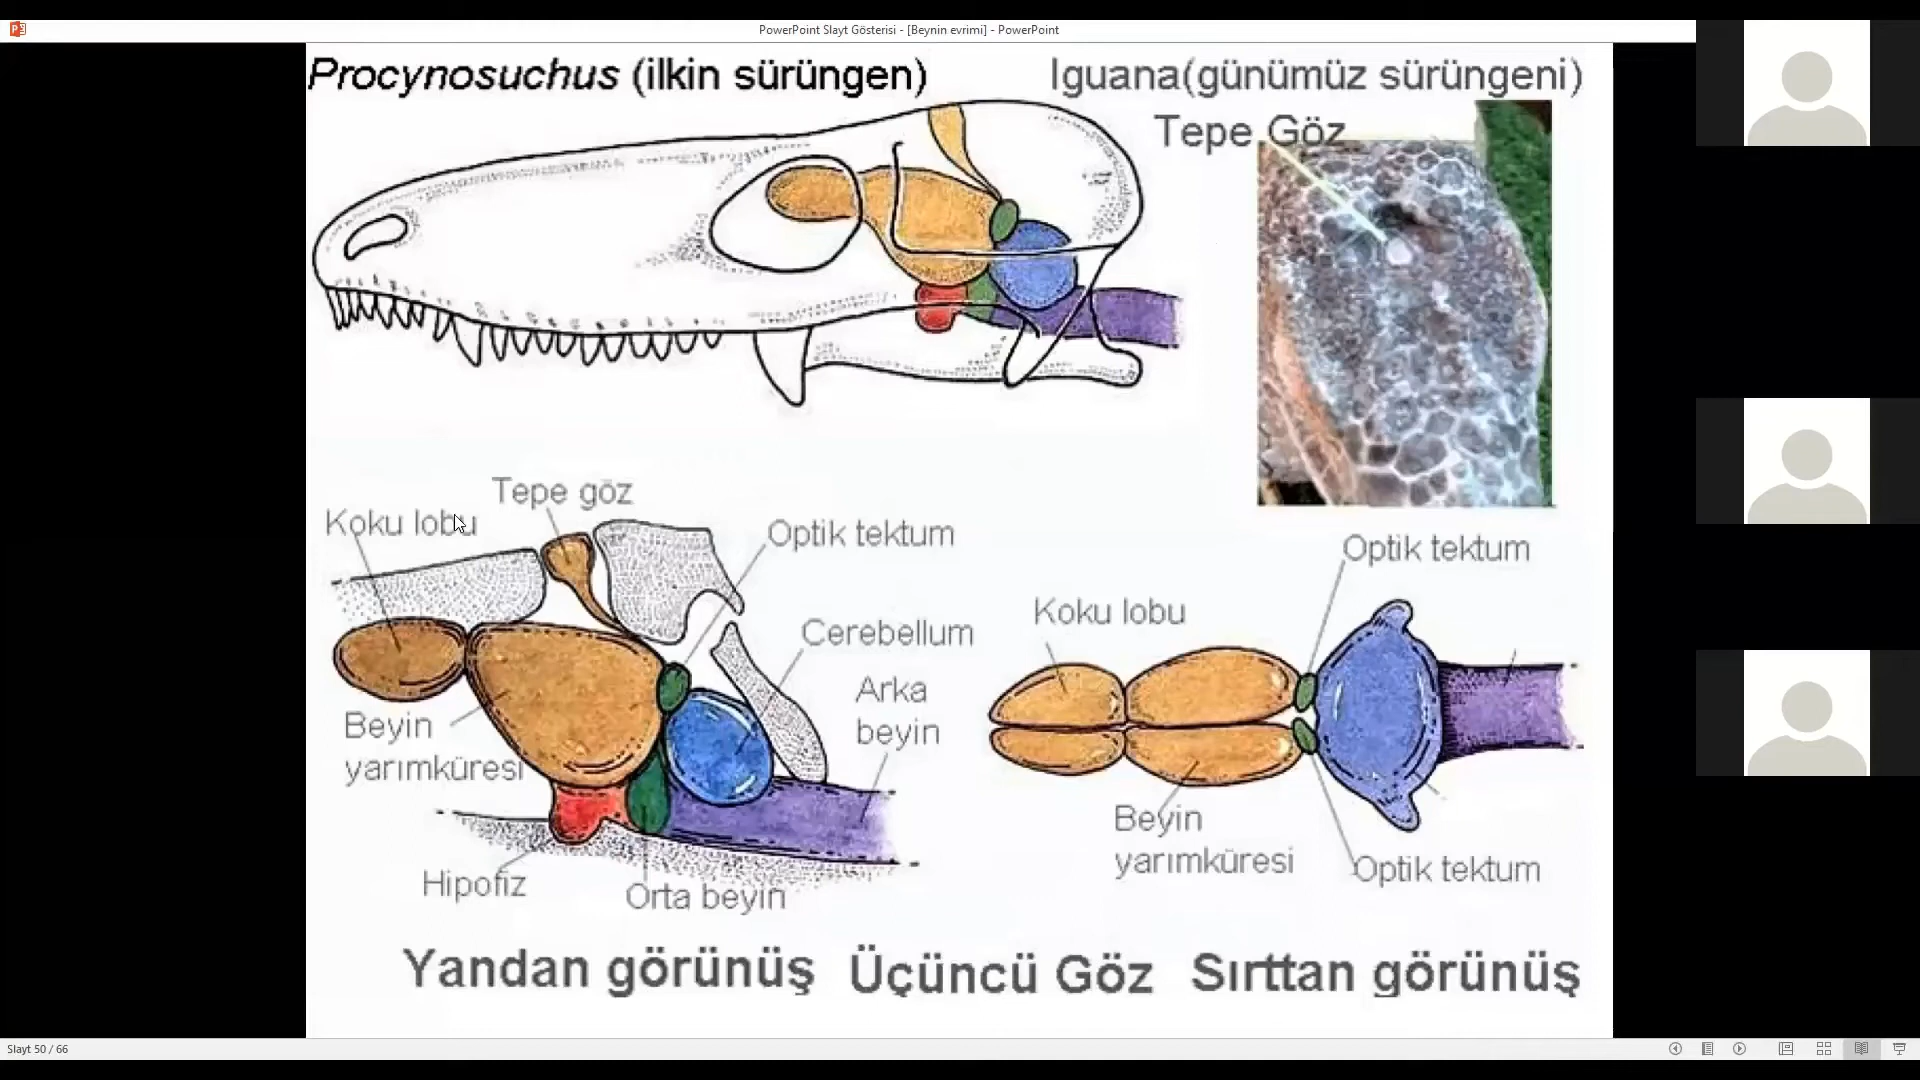 PowerPoint Slayt Gösterisi - [Beynin evrimi] - PowerPoint
Procynosuchus (ilkin sürüngen)
Iguana(günümüz sürüngeni)
Tepe Göz
Tepe göz
Koku lobu
Optik tektum
Cerebellum
Arka
beyin
Beyin
yarımküresi
Hipofiz
Orta beyin
Optik tektum
Koku lobu
Beyin
yarımküresi
Optik tektum
Yandan görünüş
Üçüncü Göz
Sırttan görünüş
Slayt 50 / 66